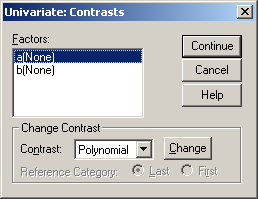 Univariate: Contrasts
Factors:
a(None)
b(None)
Continue
Cancel
Help
Change Contrast
Contrast: Polynomial Change
Reference Category: Last First